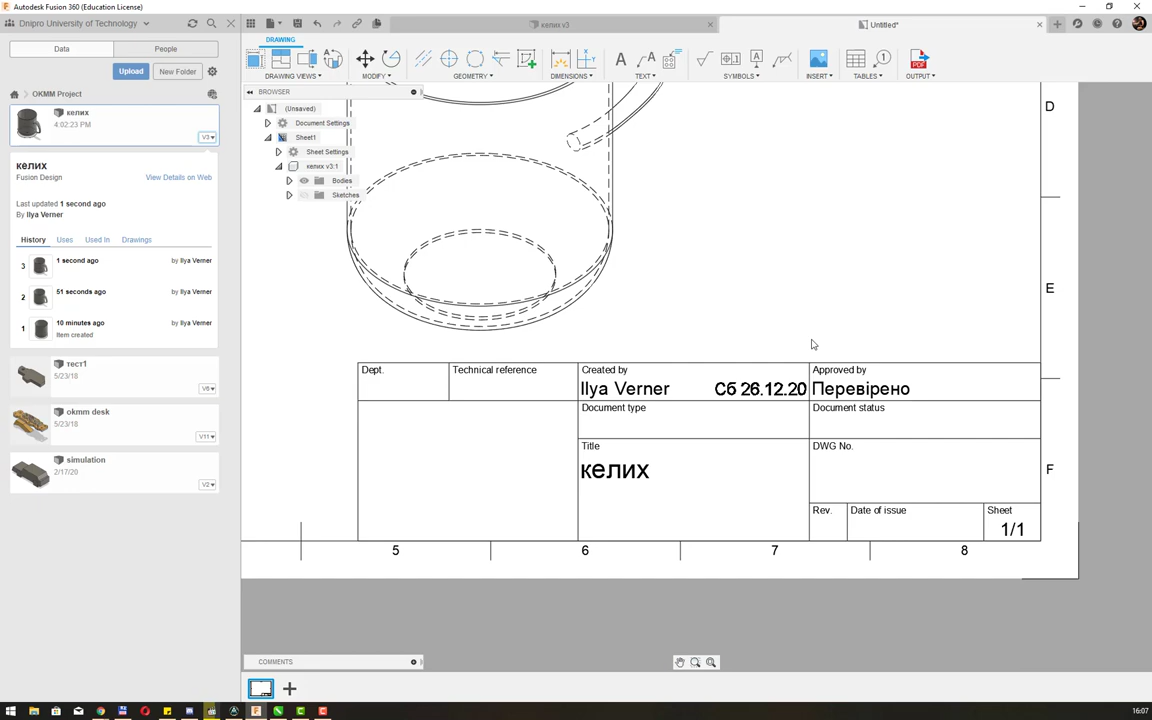 Autodesk Fusion 360 (Education License)
Dnipro University of Technology
келих v3
Untitled*
Data
People
Upload
New Folder
OKMM Project
келих
4:02:23 PM
V3
келих
Fusion Design
View Details on Web
Last updated 1 second ago
By Ilya Verner
History
Uses
Used In
Drawings
3
1 second ago
by Ilya Verner
2
51 seconds ago
by Ilya Verner
1
10 minutes ago
by Ilya Verner
Item created
тест1
5/23/18
V6
okmm desk
5/23/18
V11
simulation
2/17/20
V2
DRAWING
DRAWING VIEWS
MODIFY
GEOMETRY
DIMENSIONS
TEXT
SYMBOLS
INSERT
TABLES
OUTPUT
BROWSER
(Unsaved)
Document Settings
Sheet1
Sheet Settings
келих v3:1
Bodies
Sketches
D
E
F
Dept.
Technical reference
Created by
Approved by
Ilya Verner
Сб 26.12.20
Перевірено
Document type
Document status
Title
DWG No.
келих
Rev.
Date of issue
Sheet
1/1
5
6
7
8
COMMENTS
16:07